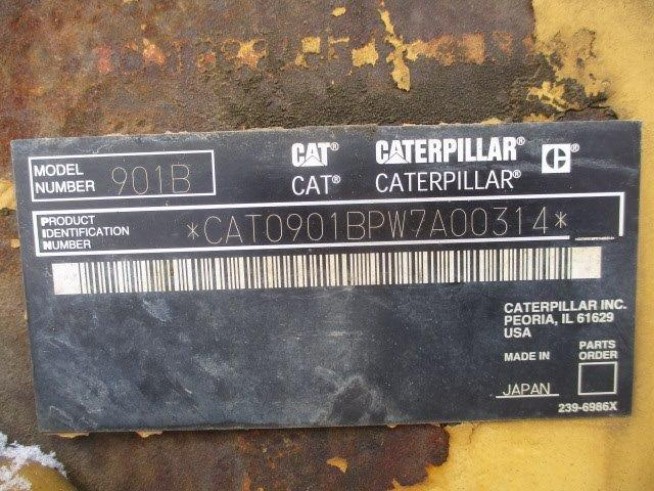 MODEL
NUMBER 901B
CAT® CATERPILLAR® C®
CAT® CATERPILLAR®
PRODUCT
IDENTIFICATION
NUMBER *CAT0901BPW7A00314*
CATERPILLAR INC.
PEORIA, IL 61629
USA
MADE IN
JAPAN
PARTS
ORDER
239-6986X